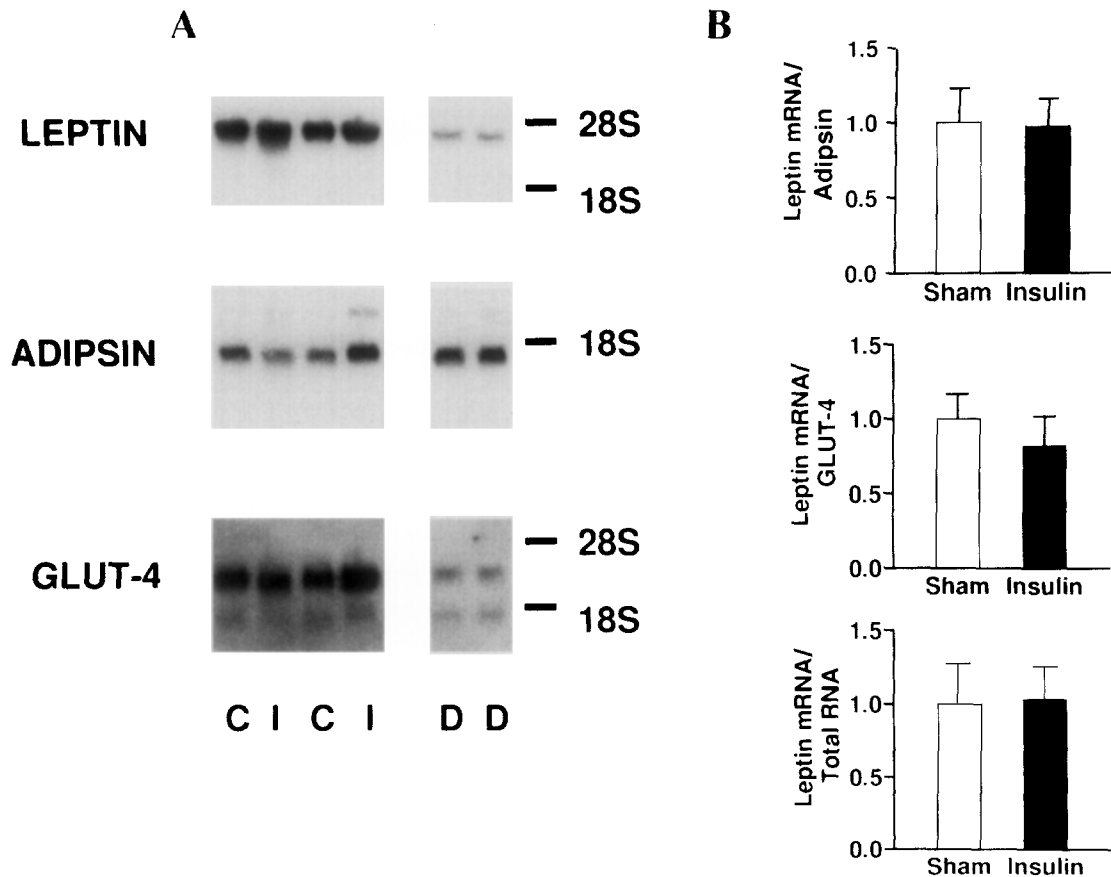 A
LEPTIN
28S
18S
ADIPSIN
18S
GLUT-4
28S
18S
C I C I D D
B
Leptin mRNA/
Adipsin
1.5
1.0
0.5
0.0
Sham Insulin
Leptin mRNA/
GLUT-4
1.5
1.0
0.5
0.0
Sham Insulin
Leptin mRNA/
Total RNA
1.5
1.0
0.5
0.0
Sham Insulin